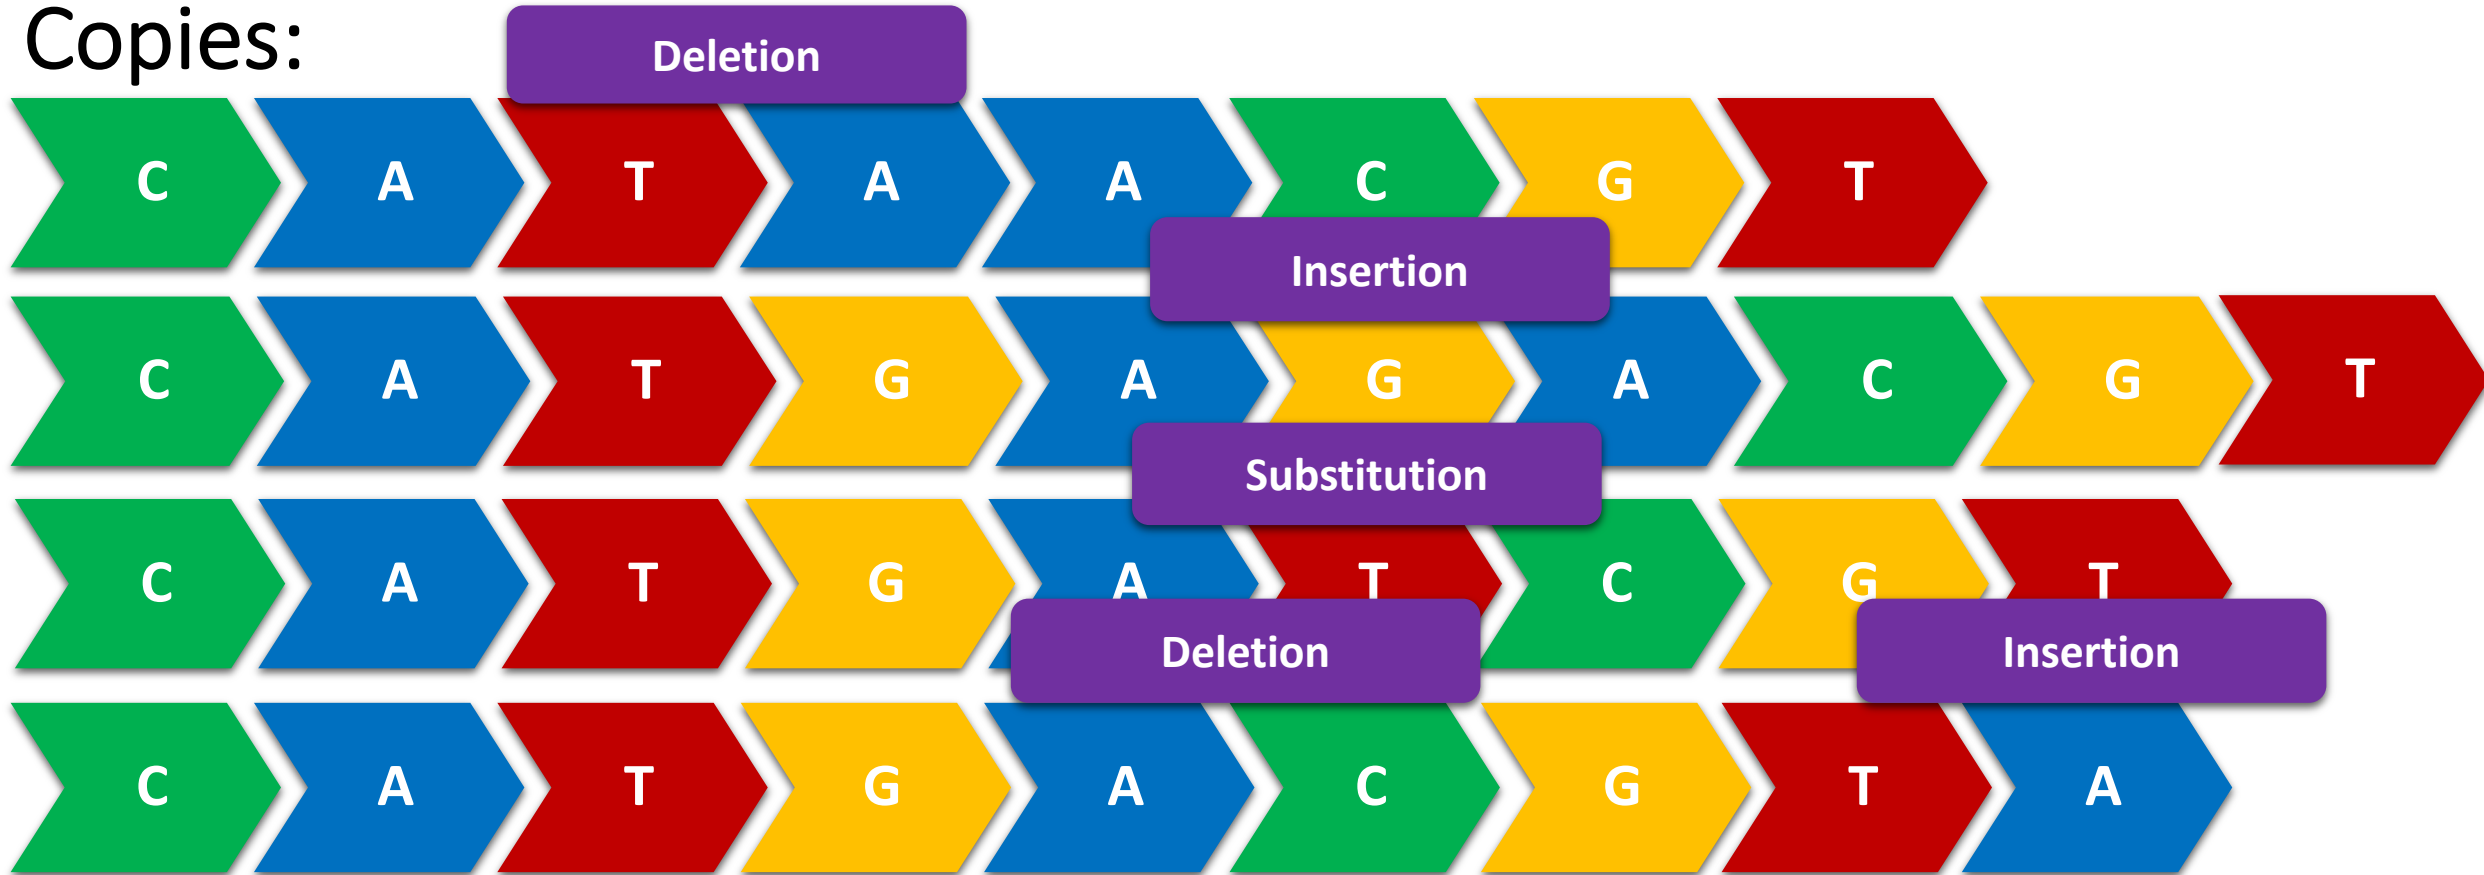 Copies:
Deletion
C A T A A C G T
Insertion
C A T G A G A C G T
Substitution
C A T G A T C G T
Deletion Insertion
C A T G A C G T A